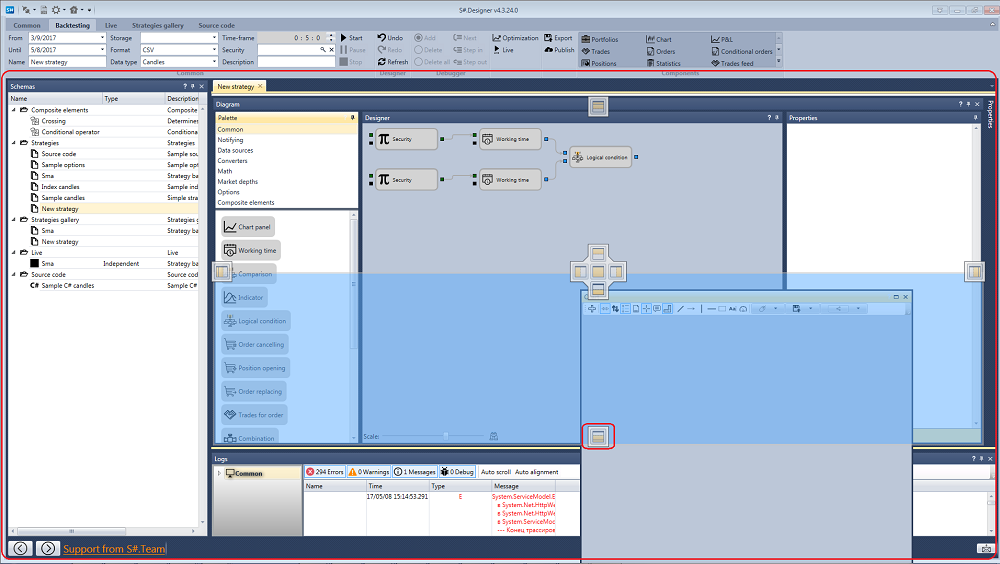 S#.Designer v4.3.24.0
Common Backtesting Live Strategies gallery Source code
From 3/9/2017 Storage Time-frame 0 : 5 : 0 Start Undo Add Next Optimization Export Portfolios Chart P&L
Until 5/8/2017 Format CSV Security Pause Redo Delete Step in Live Publish Trades Orders Conditional orders
Name New strategy Data type Candles Description Stop Refresh Delete all Step out Positions Statistics Trades feed
Common Designer Debugger Components
Schemas
Name Type Description
Composite elements Composite
Crossing Determines
Conditional operator Conditiona
Strategies Strategies
Source code Sample sou
Sample options Sample opt
Sma Strategy ba
Index candles Sample inde
Sample candles Simple strat
New strategy
Strategies gallery Strategies g
Sma Strategy ba
New strategy
Live Live
Sma Independent Strategy ba
Source code Source code
C# Sample C# candles Sample C#
New strategy
Diagram
Palette
Common
Notifying
Data sources
Converters
Math
Market depths
Options
Composite elements
Chart panel
Working time
Comparison
Indicator
Logical condition
Order cancelling
Position opening
Order replacing
Trades for order
Combination
Designer
Security Working time
Logical condition
Security Working time
Scale:
Properties
Properties
Logs
Common
294 Errors 0 Warnings 1 Messages 0 Debug Auto scroll Auto alignment
Name Time Type Message
17/05/08 15:14:53.291 E System.ServiceModel.E
в System.Net.HttpWe
в System.Net.HttpWe
в System.ServiceMode
--- Конец трассиров
Support from S#.Team